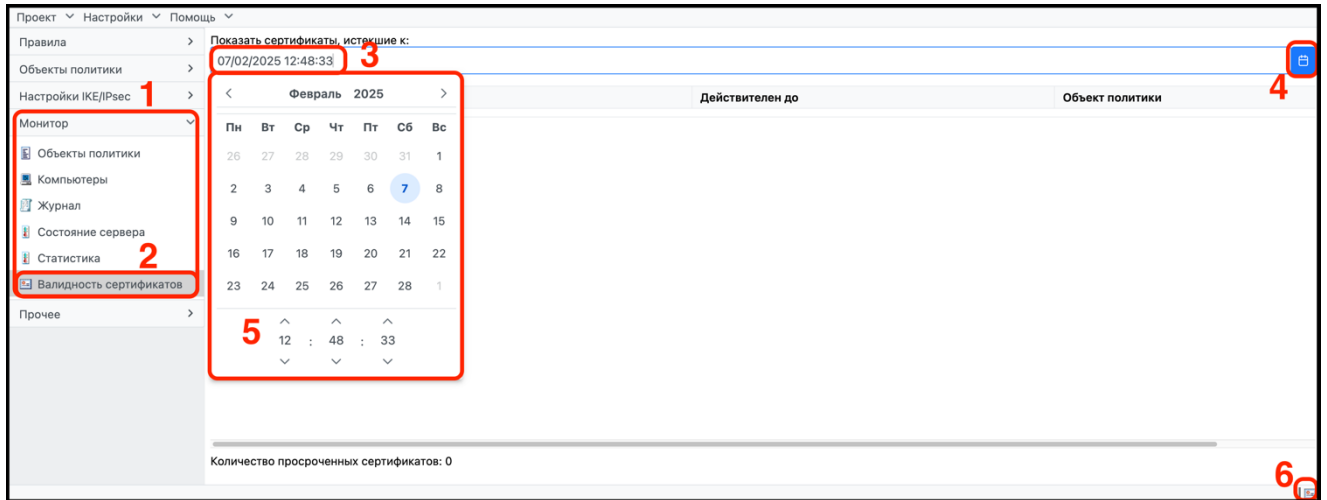 Проект Настройки Помощь
Правила
Объекты политики
Настройки IKE/IPsec 1
Монитор
Объекты политики
Компьютеры
Журнал
Состояние сервера
Статистика 2
Валидность сертификатов
Прочее
Показать сертификаты, истекшие к:
07/02/2025 12:48:33 3
4
Действителен до Объект политики
Февраль 2025
Пн Вт Ср Чт Пт Сб Вс
26 27 28 29 30 31 1
2 3 4 5 6 7 8
9 10 11 12 13 14 15
16 17 18 19 20 21 22
23 24 25 26 27 28 1
5 12 : 48 : 33
Количество просроченных сертификатов: 0
6